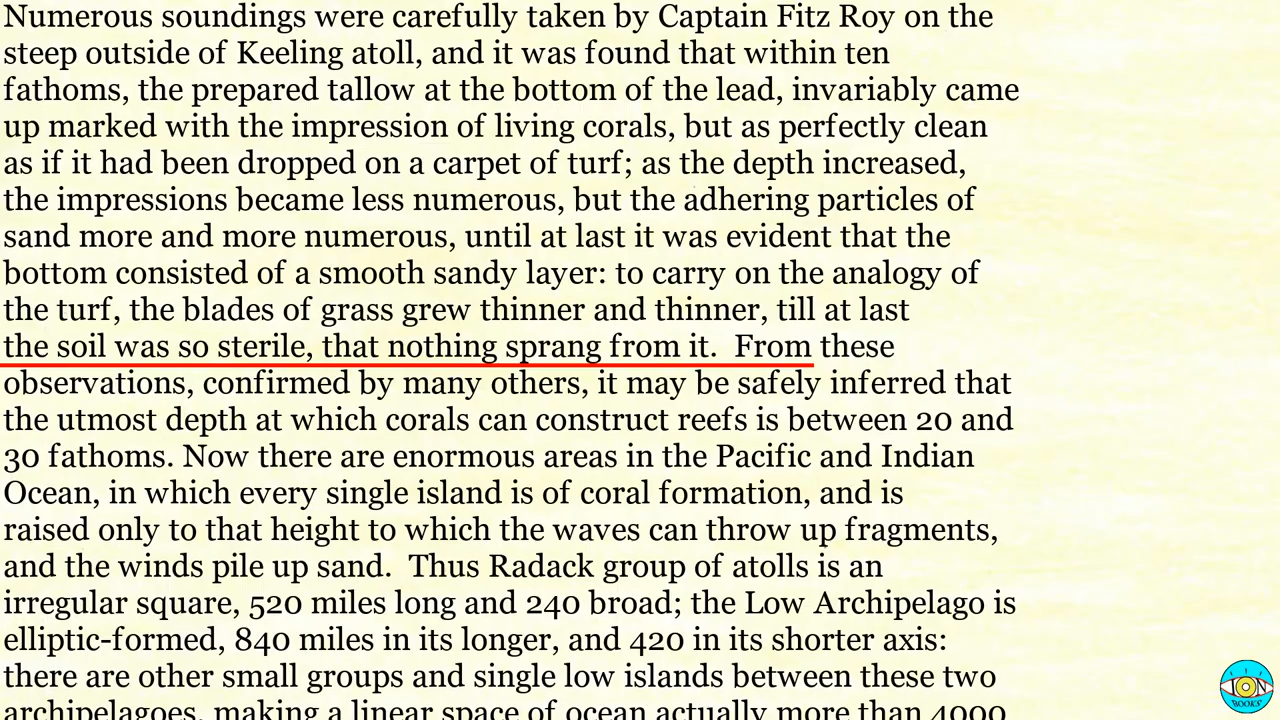 Numerous soundings were carefully taken by Captain Fitz Roy on the
steep outside of Keeling atoll, and it was found that within ten
fathoms, the prepared tallow at the bottom of the lead, invariably came
up marked with the impression of living corals, but as perfectly clean
as if it had been dropped on a carpet of turf; as the depth increased,
the impressions became less numerous, but the adhering particles of
sand more and more numerous, until at last it was evident that the
bottom consisted of a smooth sandy layer: to carry on the analogy of
the turf, the blades of grass grew thinner and thinner, till at last
the soil was so sterile, that nothing sprang from it.  From these
observations, confirmed by many others, it may be safely inferred that
the utmost depth at which corals can construct reefs is between 20 and
30 fathoms. Now there are enormous areas in the Pacific and Indian
Ocean, in which every single island is of coral formation, and is
raised only to that height to which the waves can throw up fragments,
and the winds pile up sand.  Thus Radack group of atolls is an
irregular square, 520 miles long and 240 broad; the Low Archipelago is
elliptic-formed, 840 miles in its longer, and 420 in its shorter axis:
there are other small groups and single low islands between these two
archipelagoes, making a linear space of ocean actually more than 4000
ION
BOOKS